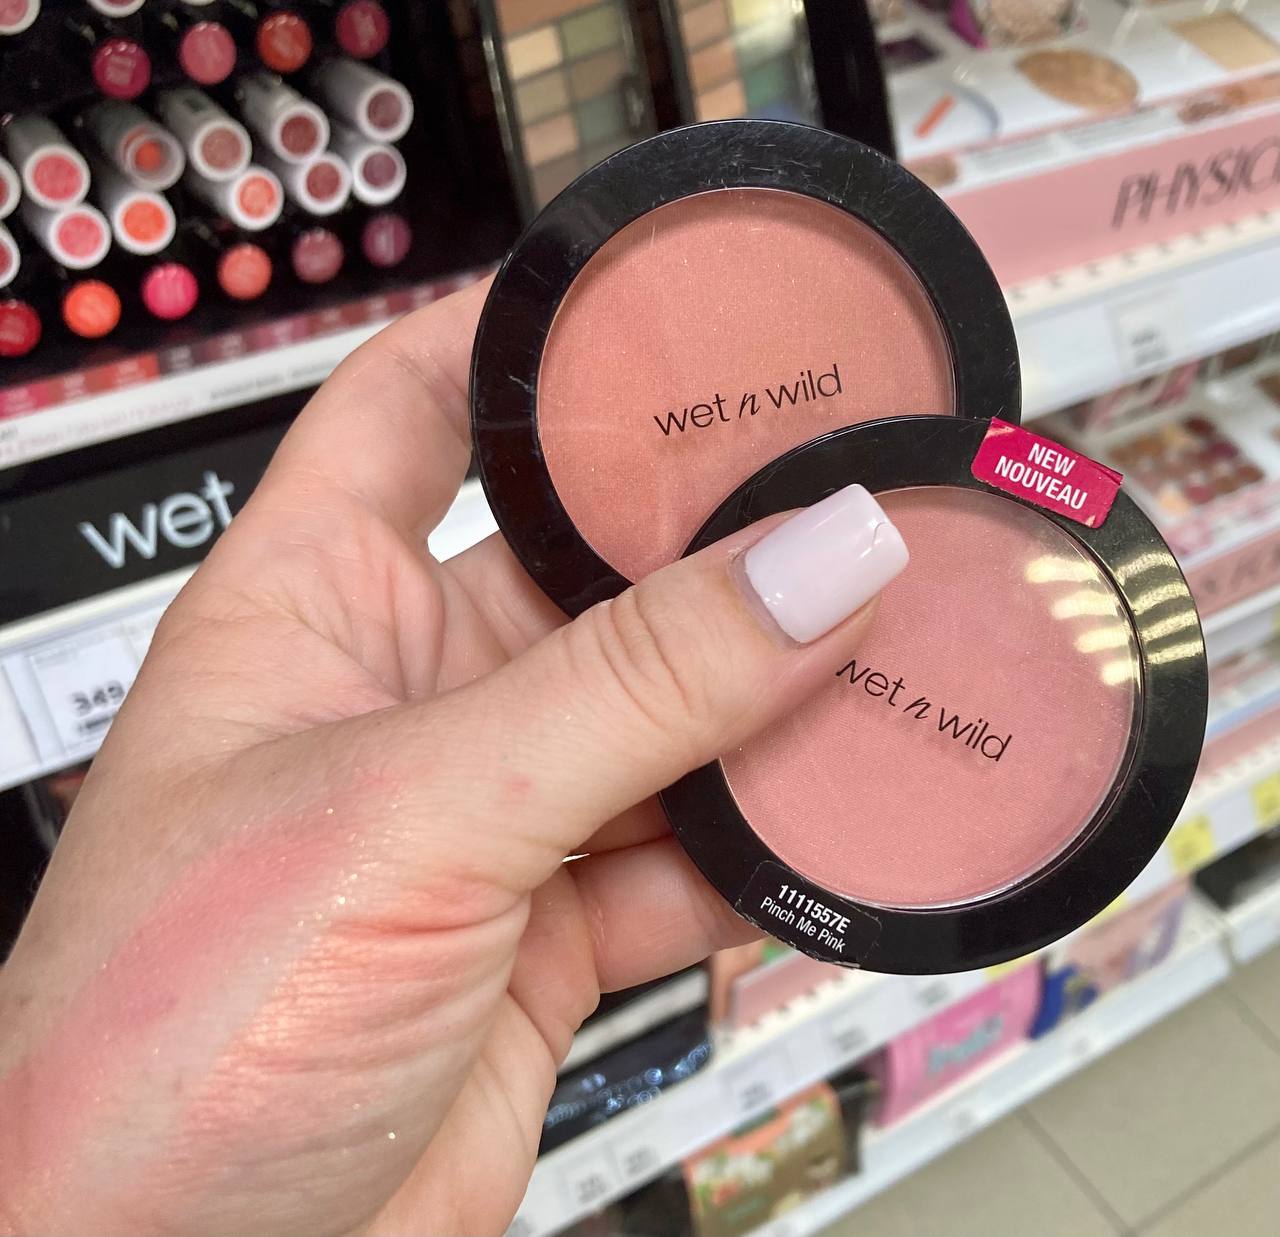 PHYSIC
wet n wild
NEW
NOUVEAU
wet
wet n wild
349
1111557E
Pinch Me Pink